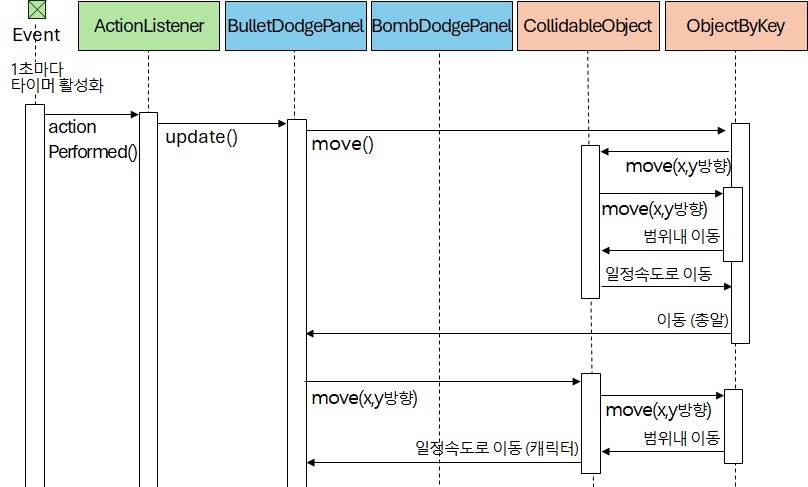 Event
ActionListener
BulletDodgePanel
BombDodgePanel
CollidableObject
ObjectByKey
1초마다
타이머 활성화
action
Performed()
update()
move()
move(x,y방향)
move(x,y방향)
범위내 이동
일정속도로 이동
이동 (총알)
move(x,y방향)
move(x,y방향)
범위내 이동
일정속도로 이동 (캐릭터)